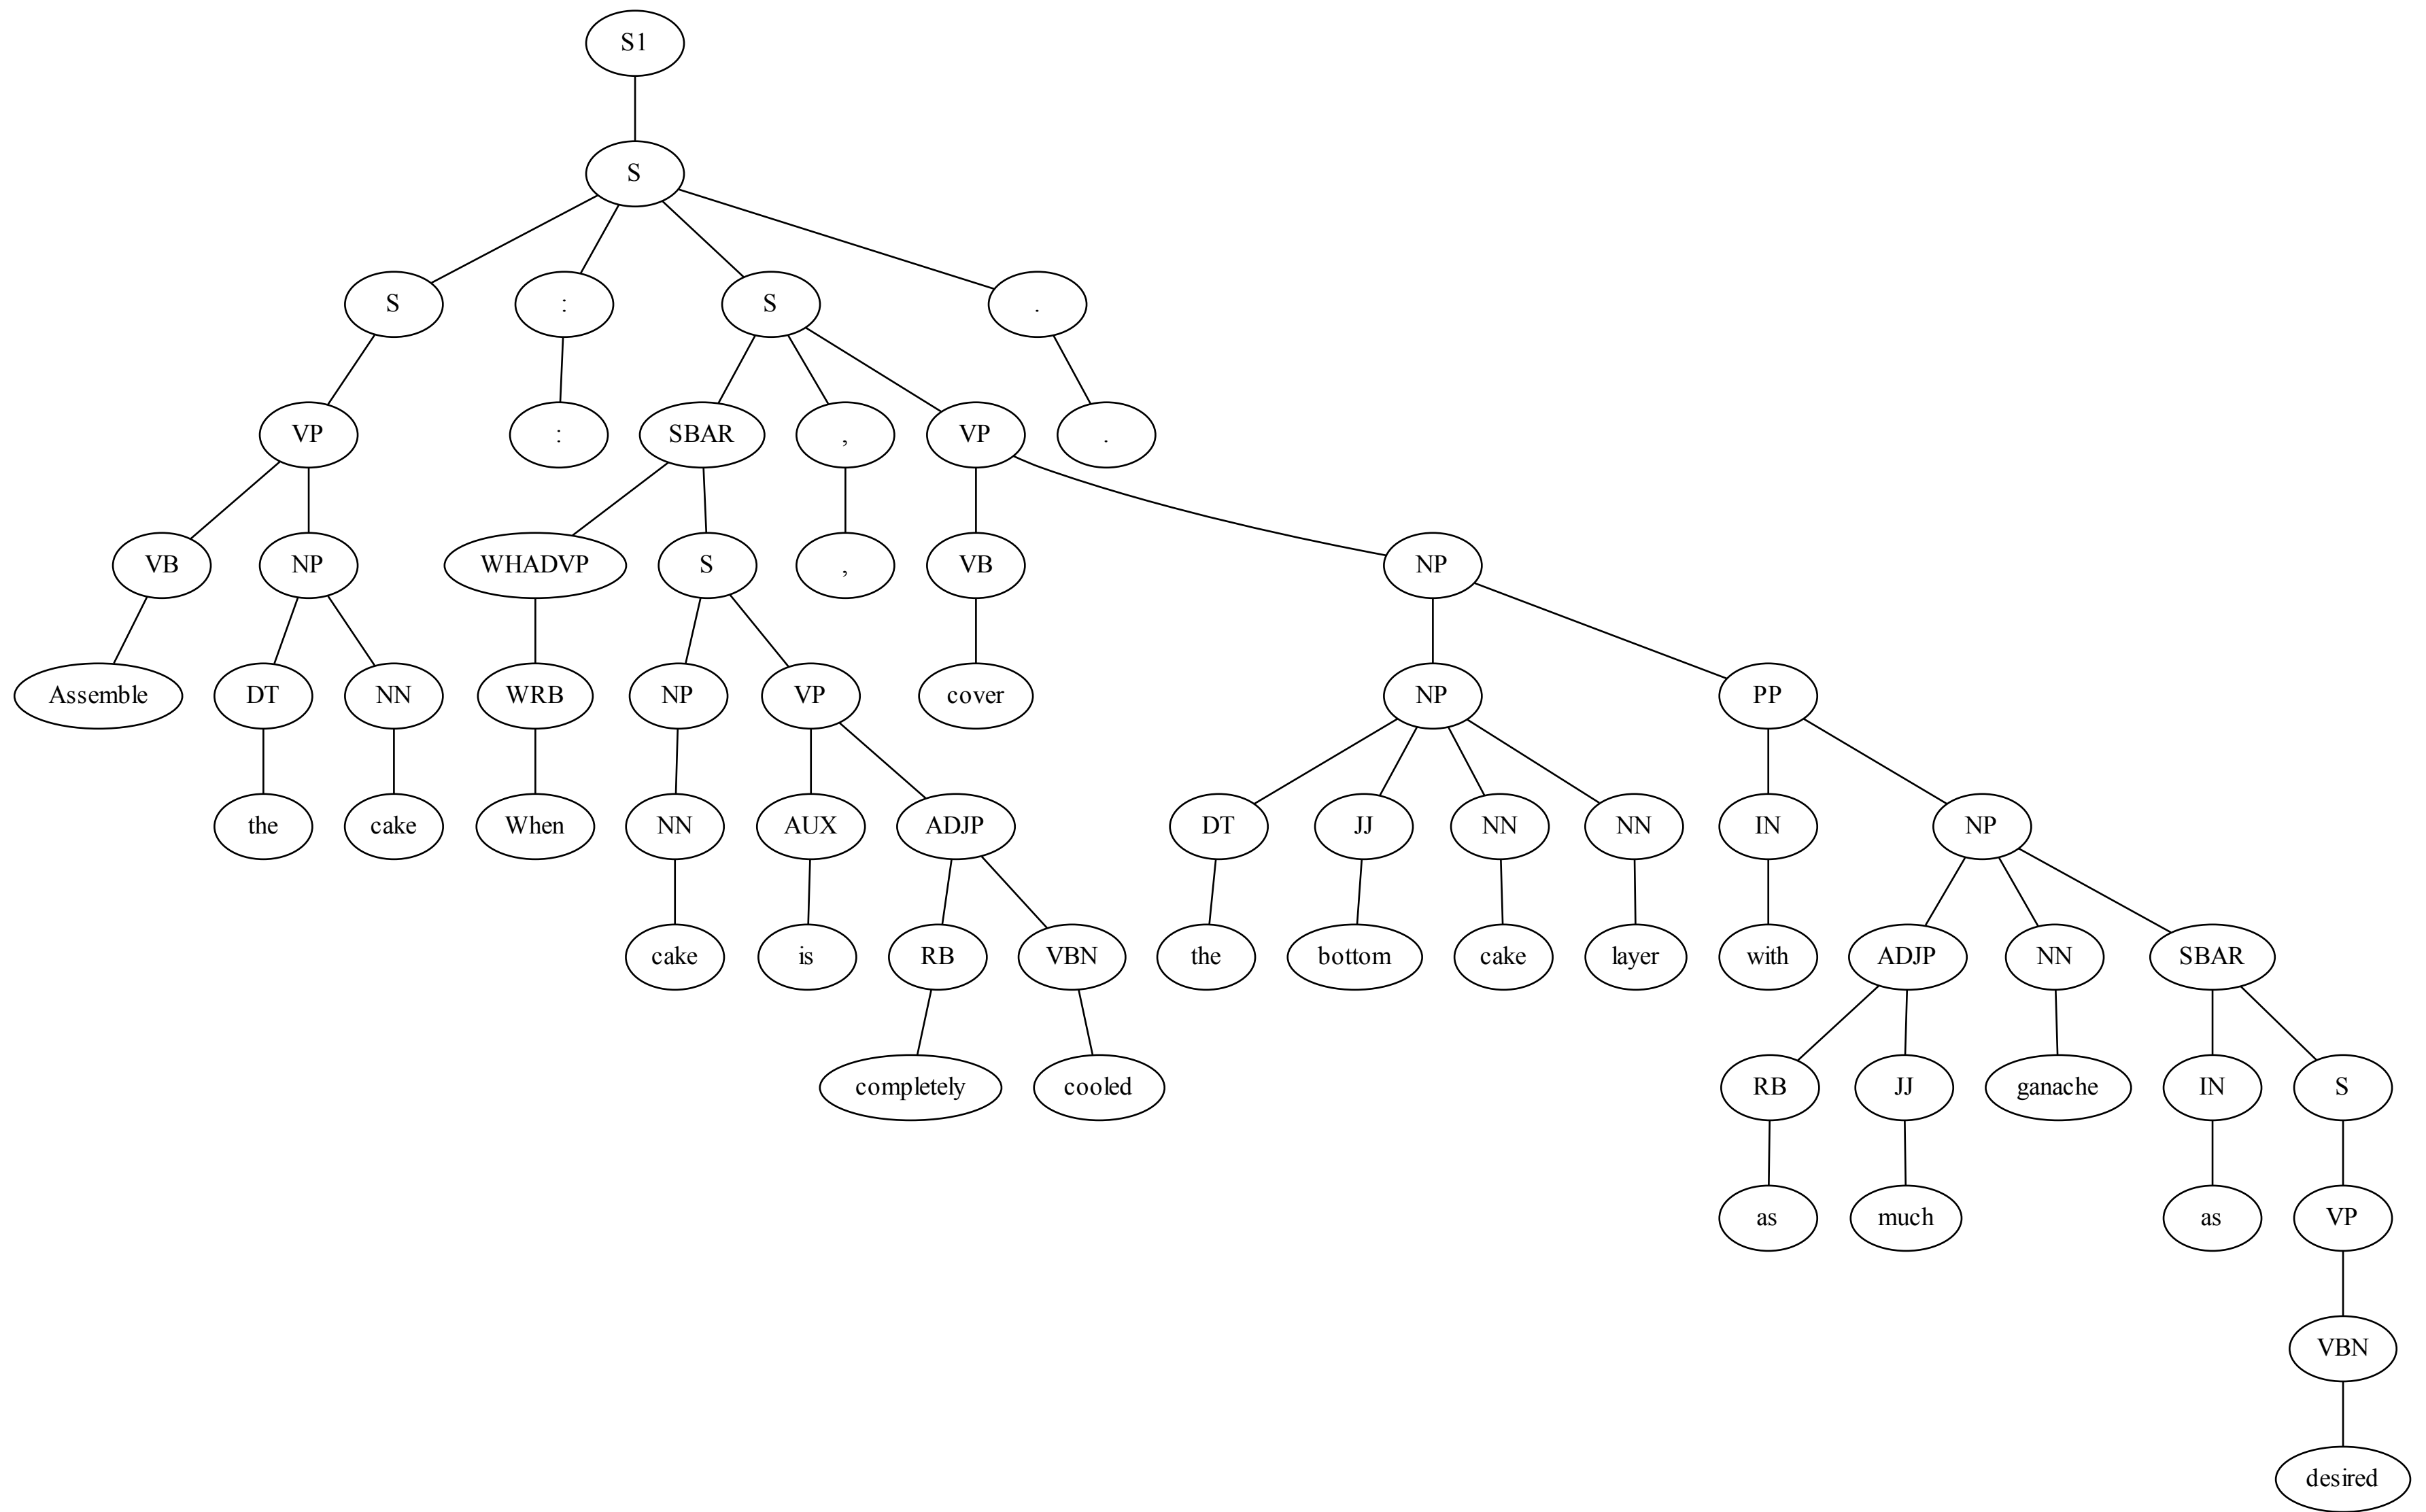 S1
S
S : S .
VP : SBAR , VP .
VB NP WHADVP S , VB NP
Assemble DT NN WRB NP VP cover NP PP
the cake When NN AUX ADJP DT JJ NN NN IN NP
cake is RB VBN the bottom cake layer with ADJP NN SBAR
completely cooled RB JJ ganache IN S
as much as VP
VBN
desired